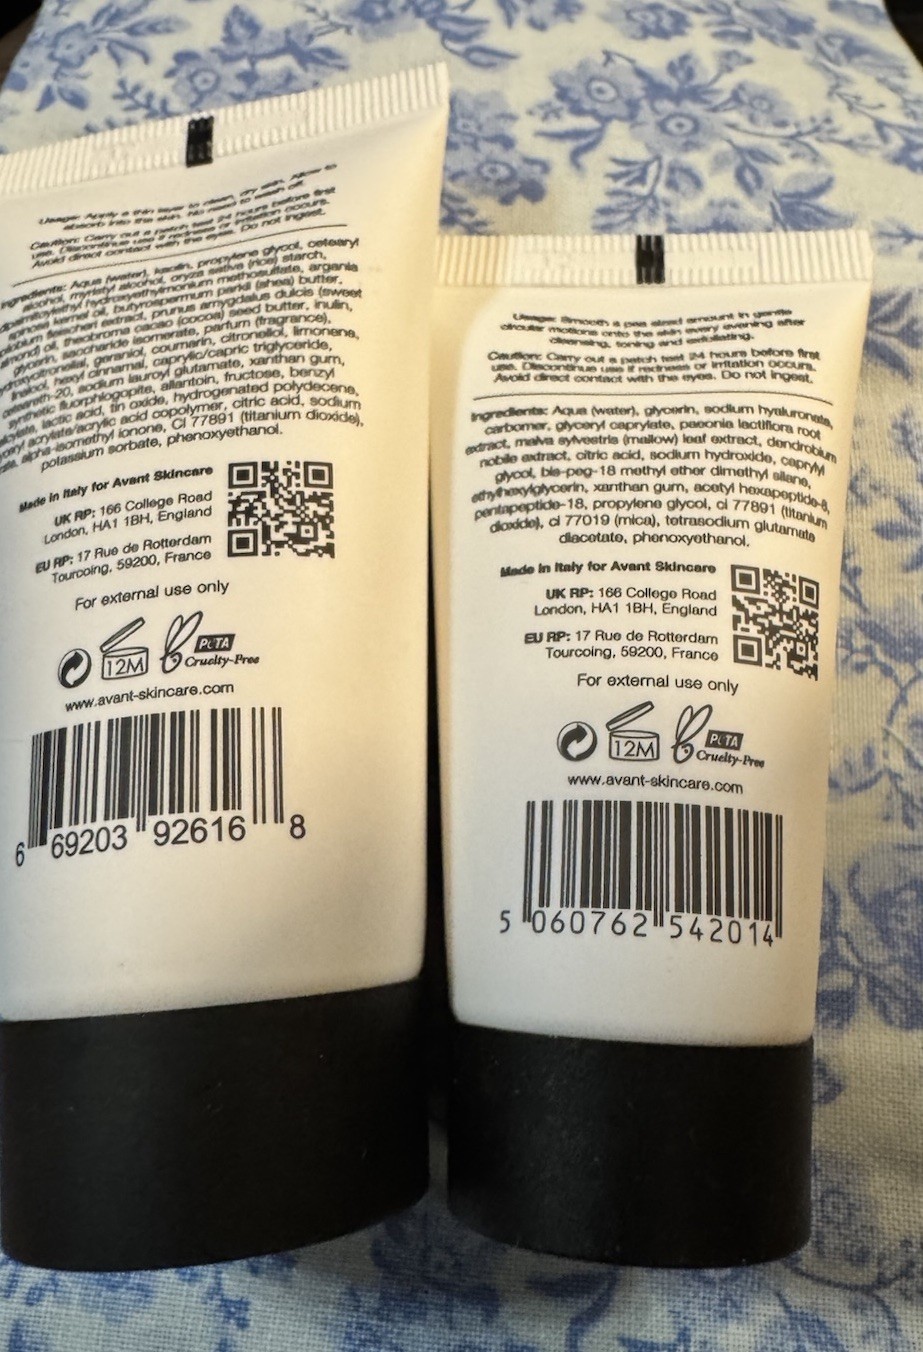 Usage: Apply a thin layer to clean, dry skin. Allow to
absorb into the skin. No need to wash off.
Caution: Carry out a patch test 24 hours before first
use. Discontinue use if redness or irritation occurs.
Avoid direct contact with the eyes. Do not ingest.
Ingredients: Aqua (water), kaolin, propylene glycol, cetearyl
alcohol, myristyl alcohol, oryza sativa (rice) starch,
hydroxyethylmonium methosulfate, argania
spinosa kernel oil, butyrospermum parkii (shea) butter,
fleischeri extract, prunus amygdalus dulcis (sweet
almond) oil, theobroma cacao (cocoa) seed butter, inulin,
glycerin, saccharide isomerate, parfum (fragrance),
geraniol, coumarin, citronellol, limonene,
linalool, hexyl cinnamal, caprylic/capric triglyceride,
ceteareth-20, sodium lauroyl glutamate, xanthan gum,
synthetic fluorphlogopite, allantoin, fructose, benzyl
lactic acid, tin oxide, hydrogenated polydecene,
acrylate/acrylic acid copolymer, citric acid, sodium
alpha-isomethyl ionone, CI 77891 (titanium dioxide),
potassium sorbate, phenoxyethanol.
Made in Italy for Avant Skincare
UK RP: 166 College Road
London, HA1 1BH, England
EU RP: 17 Rue de Rotterdam
Tourcoing, 59200, France
For external use only
12M
PETA
Cruelty-Free
www.avant-skincare.com
6 69203 92616 8
Usage: Smooth a pea sized amount in gentle
circular motions onto the skin every evening after
cleansing, toning and exfoliating.
Caution: Carry out a patch test 24 hours before first
use. Discontinue use if redness or irritation occurs.
Avoid direct contact with the eyes. Do not ingest.
Ingredients: Aqua (water), glycerin, sodium hyaluronate,
carbomer, glyceryl caprylate, paeonia lactiflora root
extract, malva sylvestris (mallow) leaf extract, dendrobium
nobile extract, citric acid, sodium hydroxide, caprylyl
glycol, bis-peg-18 methyl ether dimethyl silane,
ethylhexylglycerin, xanthan gum, acetyl hexapeptide-8,
pentapeptide-18, propylene glycol, ci 77891 (titanium
dioxide), ci 77019 (mica), tetrasodium glutamate
diacetate, phenoxyethanol.
Made in Italy for Avant Skincare
UK RP: 166 College Road
London, HA1 1BH, England
EU RP: 17 Rue de Rotterdam
Tourcoing, 59200, France
For external use only
12M
PETA
Cruelty-Free
www.avant-skincare.com
5 060762 542014